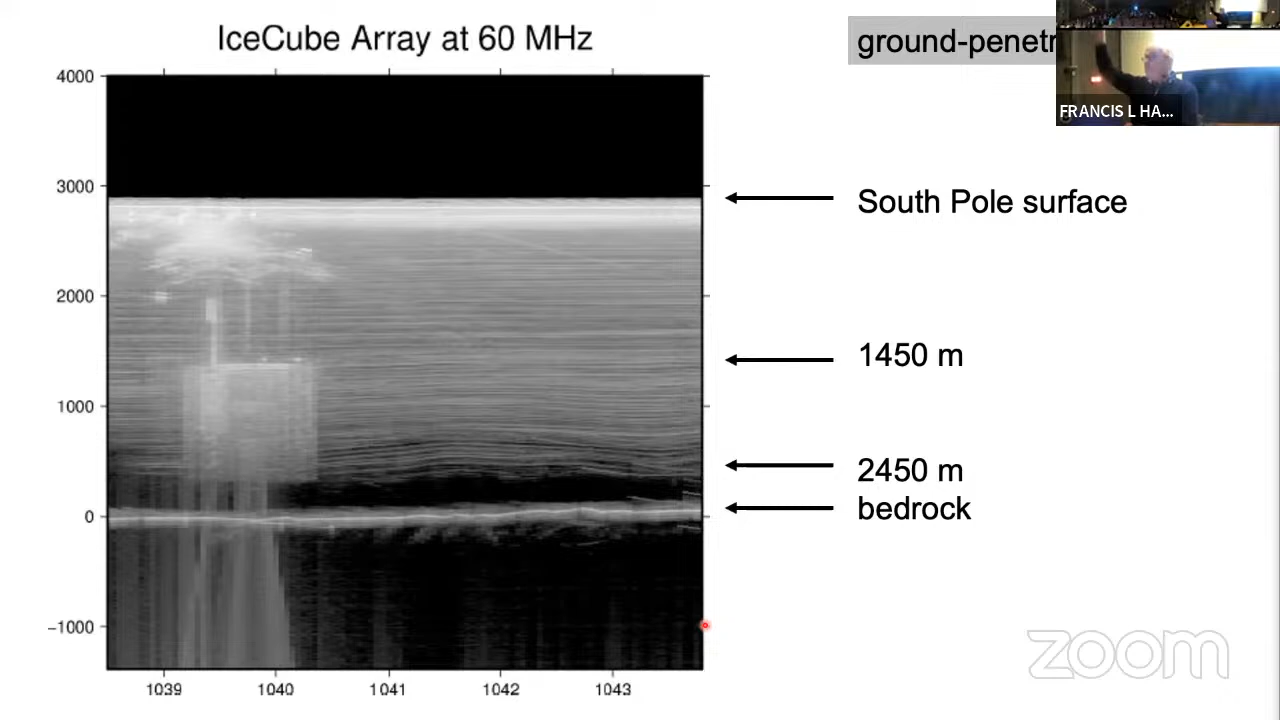 IceCube Array at 60 MHz
ground-penetr
FRANCIS L HA...
4000
3000
2000
1000
0
−1000
1039
1040
1041
1042
1043
South Pole surface
1450 m
2450 m
bedrock
zoom